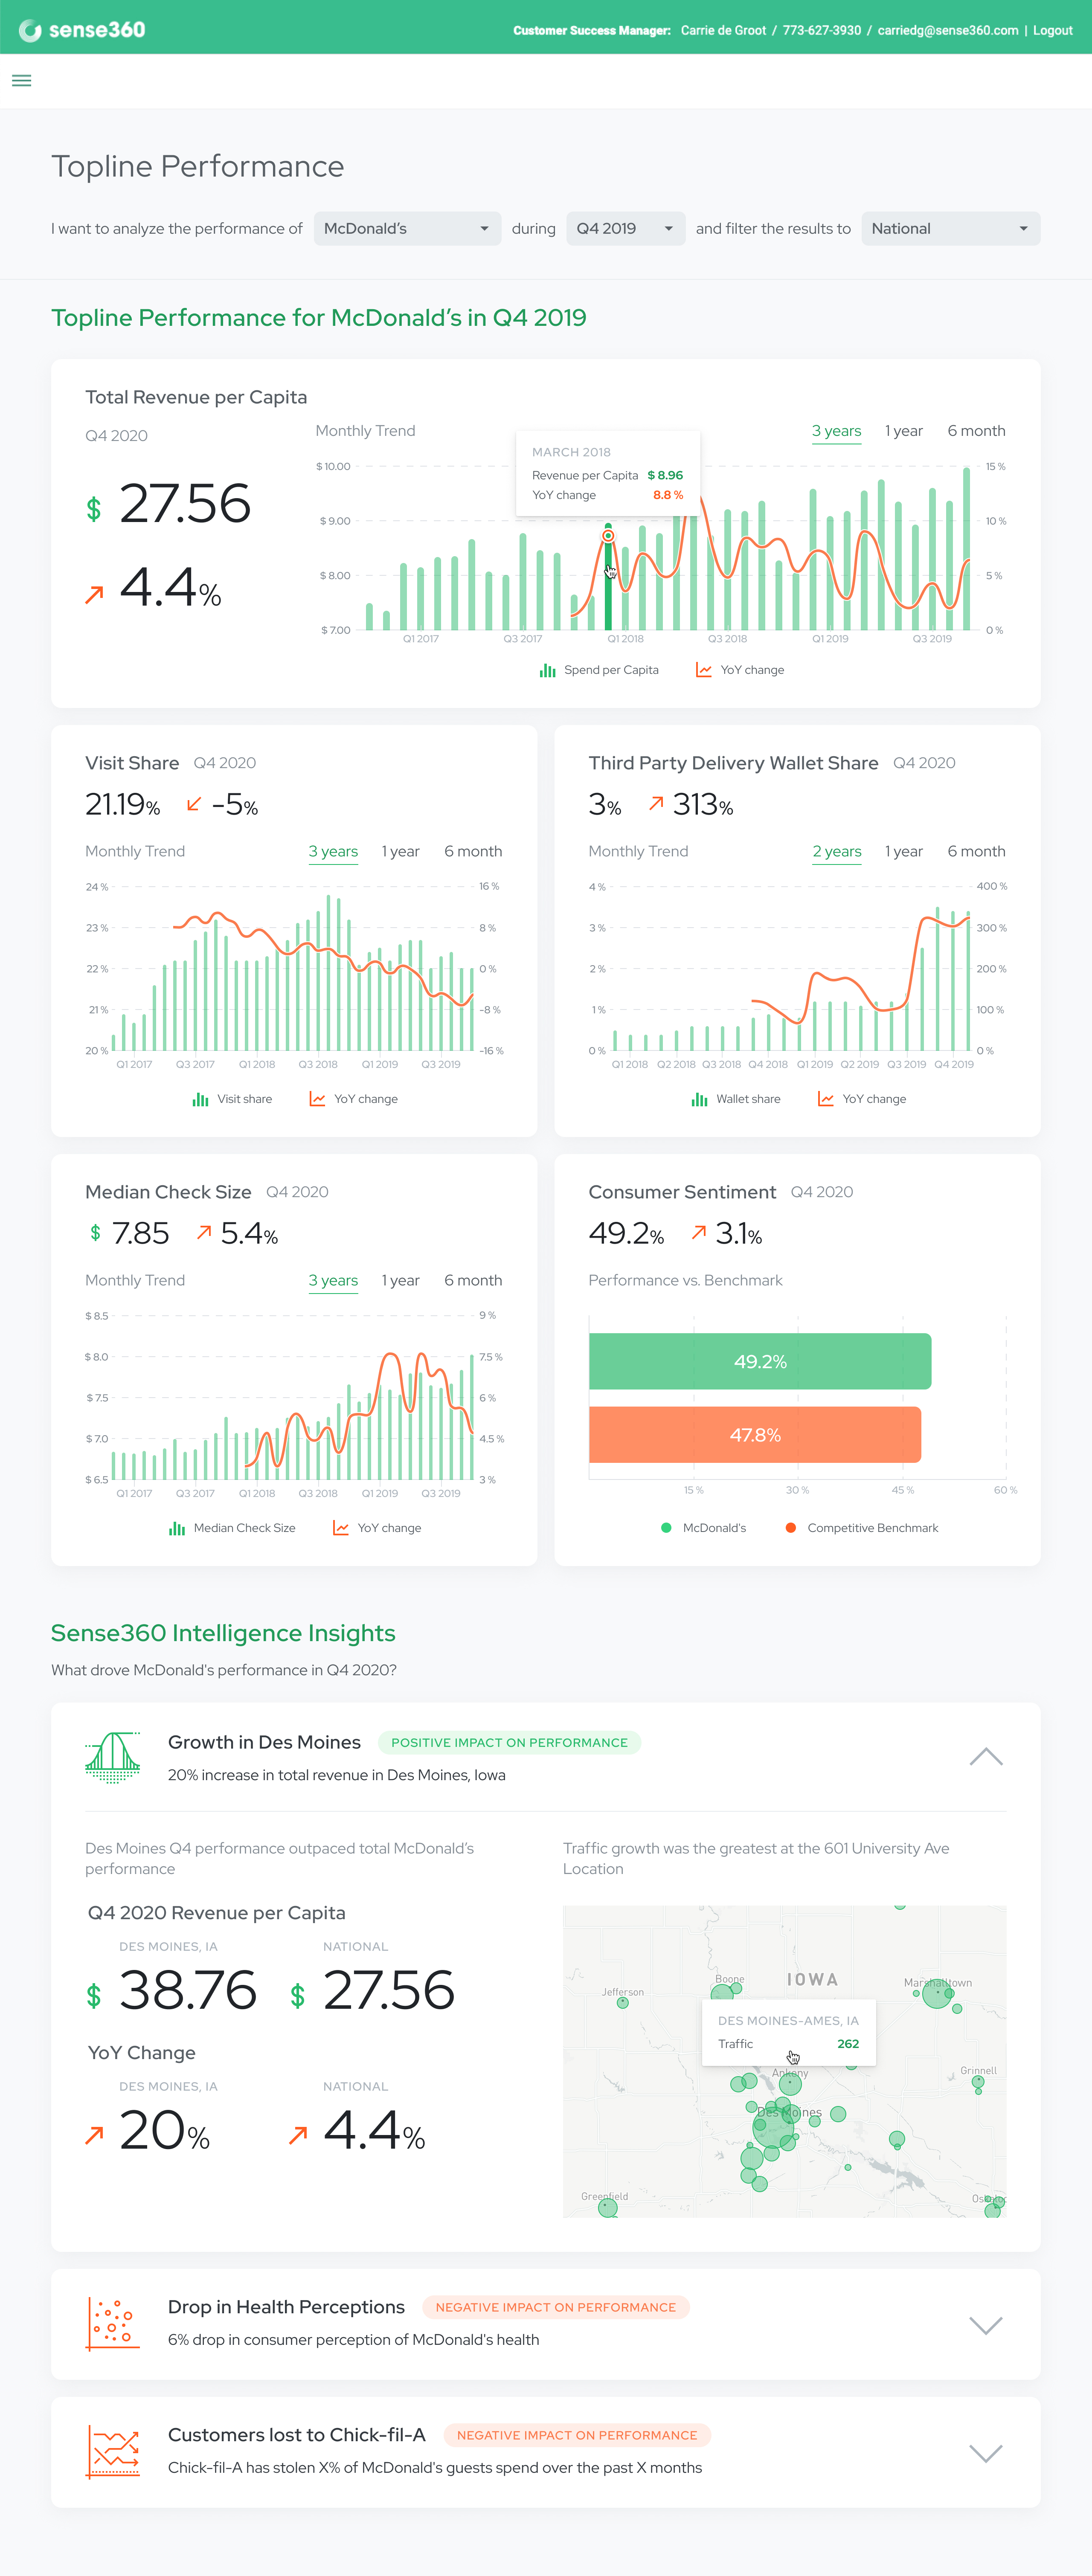 sense360
Customer Success Manager: Carrie de Groot / 773-627-3930 / carriedg@sense360.com | Logout
Topline Performance
I want to analyze the performance of McDonald's during Q4 2019 and filter the results to National
Topline Performance for McDonald's in Q4 2019
Total Revenue per Capita
Q4 2020
$ 27.56
4.4%
Monthly Trend 3 years 1 year 6 month
MARCH 2018
Revenue per Capita $ 8.96
YoY change 8.8 %
$ 10.00 15 %
$ 9.00 10 %
$ 8.00 5 %
$ 7.00 0 %
Q1 2017 Q3 2017 Q1 2018 Q3 2018 Q1 2019 Q3 2019
Spend per Capita YoY change
Visit Share Q4 2020
21.19% -5%
Monthly Trend 3 years 1 year 6 month
24 % 16 %
23 % 8 %
22 % 0 %
21 % -8 %
20 % -16 %
Q1 2017 Q3 2017 Q1 2018 Q3 2018 Q1 2019 Q3 2019
Visit share YoY change
Third Party Delivery Wallet Share Q4 2020
3% 313%
Monthly Trend 2 years 1 year 6 month
4 % 400 %
3 % 300 %
2 % 200 %
1 % 100 %
0 % 0 %
Q1 2018 Q2 2018 Q3 2018 Q4 2018 Q1 2019 Q2 2019 Q3 2019 Q4 2019
Wallet share YoY change
Median Check Size Q4 2020
$ 7.85 5.4%
Monthly Trend 3 years 1 year 6 month
$ 8.5 9 %
$ 8.0 7.5 %
$ 7.5 6 %
$ 7.0 4.5 %
$ 6.5 3 %
Q1 2017 Q3 2017 Q1 2018 Q3 2018 Q1 2019 Q3 2019
Median Check Size YoY change
Consumer Sentiment Q4 2020
49.2% 3.1%
Performance vs. Benchmark
49.2%
47.8%
15 % 30 % 45 % 60 %
McDonald's Competitive Benchmark
Sense360 Intelligence Insights
What drove McDonald's performance in Q4 2020?
Growth in Des Moines POSITIVE IMPACT ON PERFORMANCE
20% increase in total revenue in Des Moines, Iowa
Des Moines Q4 performance outpaced total McDonald's
performance
Q4 2020 Revenue per Capita
DES MOINES, IA NATIONAL
$ 38.76 $ 27.56
YoY Change
DES MOINES, IA NATIONAL
20% 4.4%
Traffic growth was the greatest at the 601 University Ave
Location
IOWA
Boone
Marshalltown
Jefferson
DES MOINES-AMES, IA
Traffic 262
Ankeny
Grinnell
Des Moines
Greenfield
Drop in Health Perceptions NEGATIVE IMPACT ON PERFORMANCE
6% drop in consumer perception of McDonald's health
Customers lost to Chick-fil-A NEGATIVE IMPACT ON PERFORMANCE
Chick-fil-A has stolen X% of McDonald's guests spend over the past X months